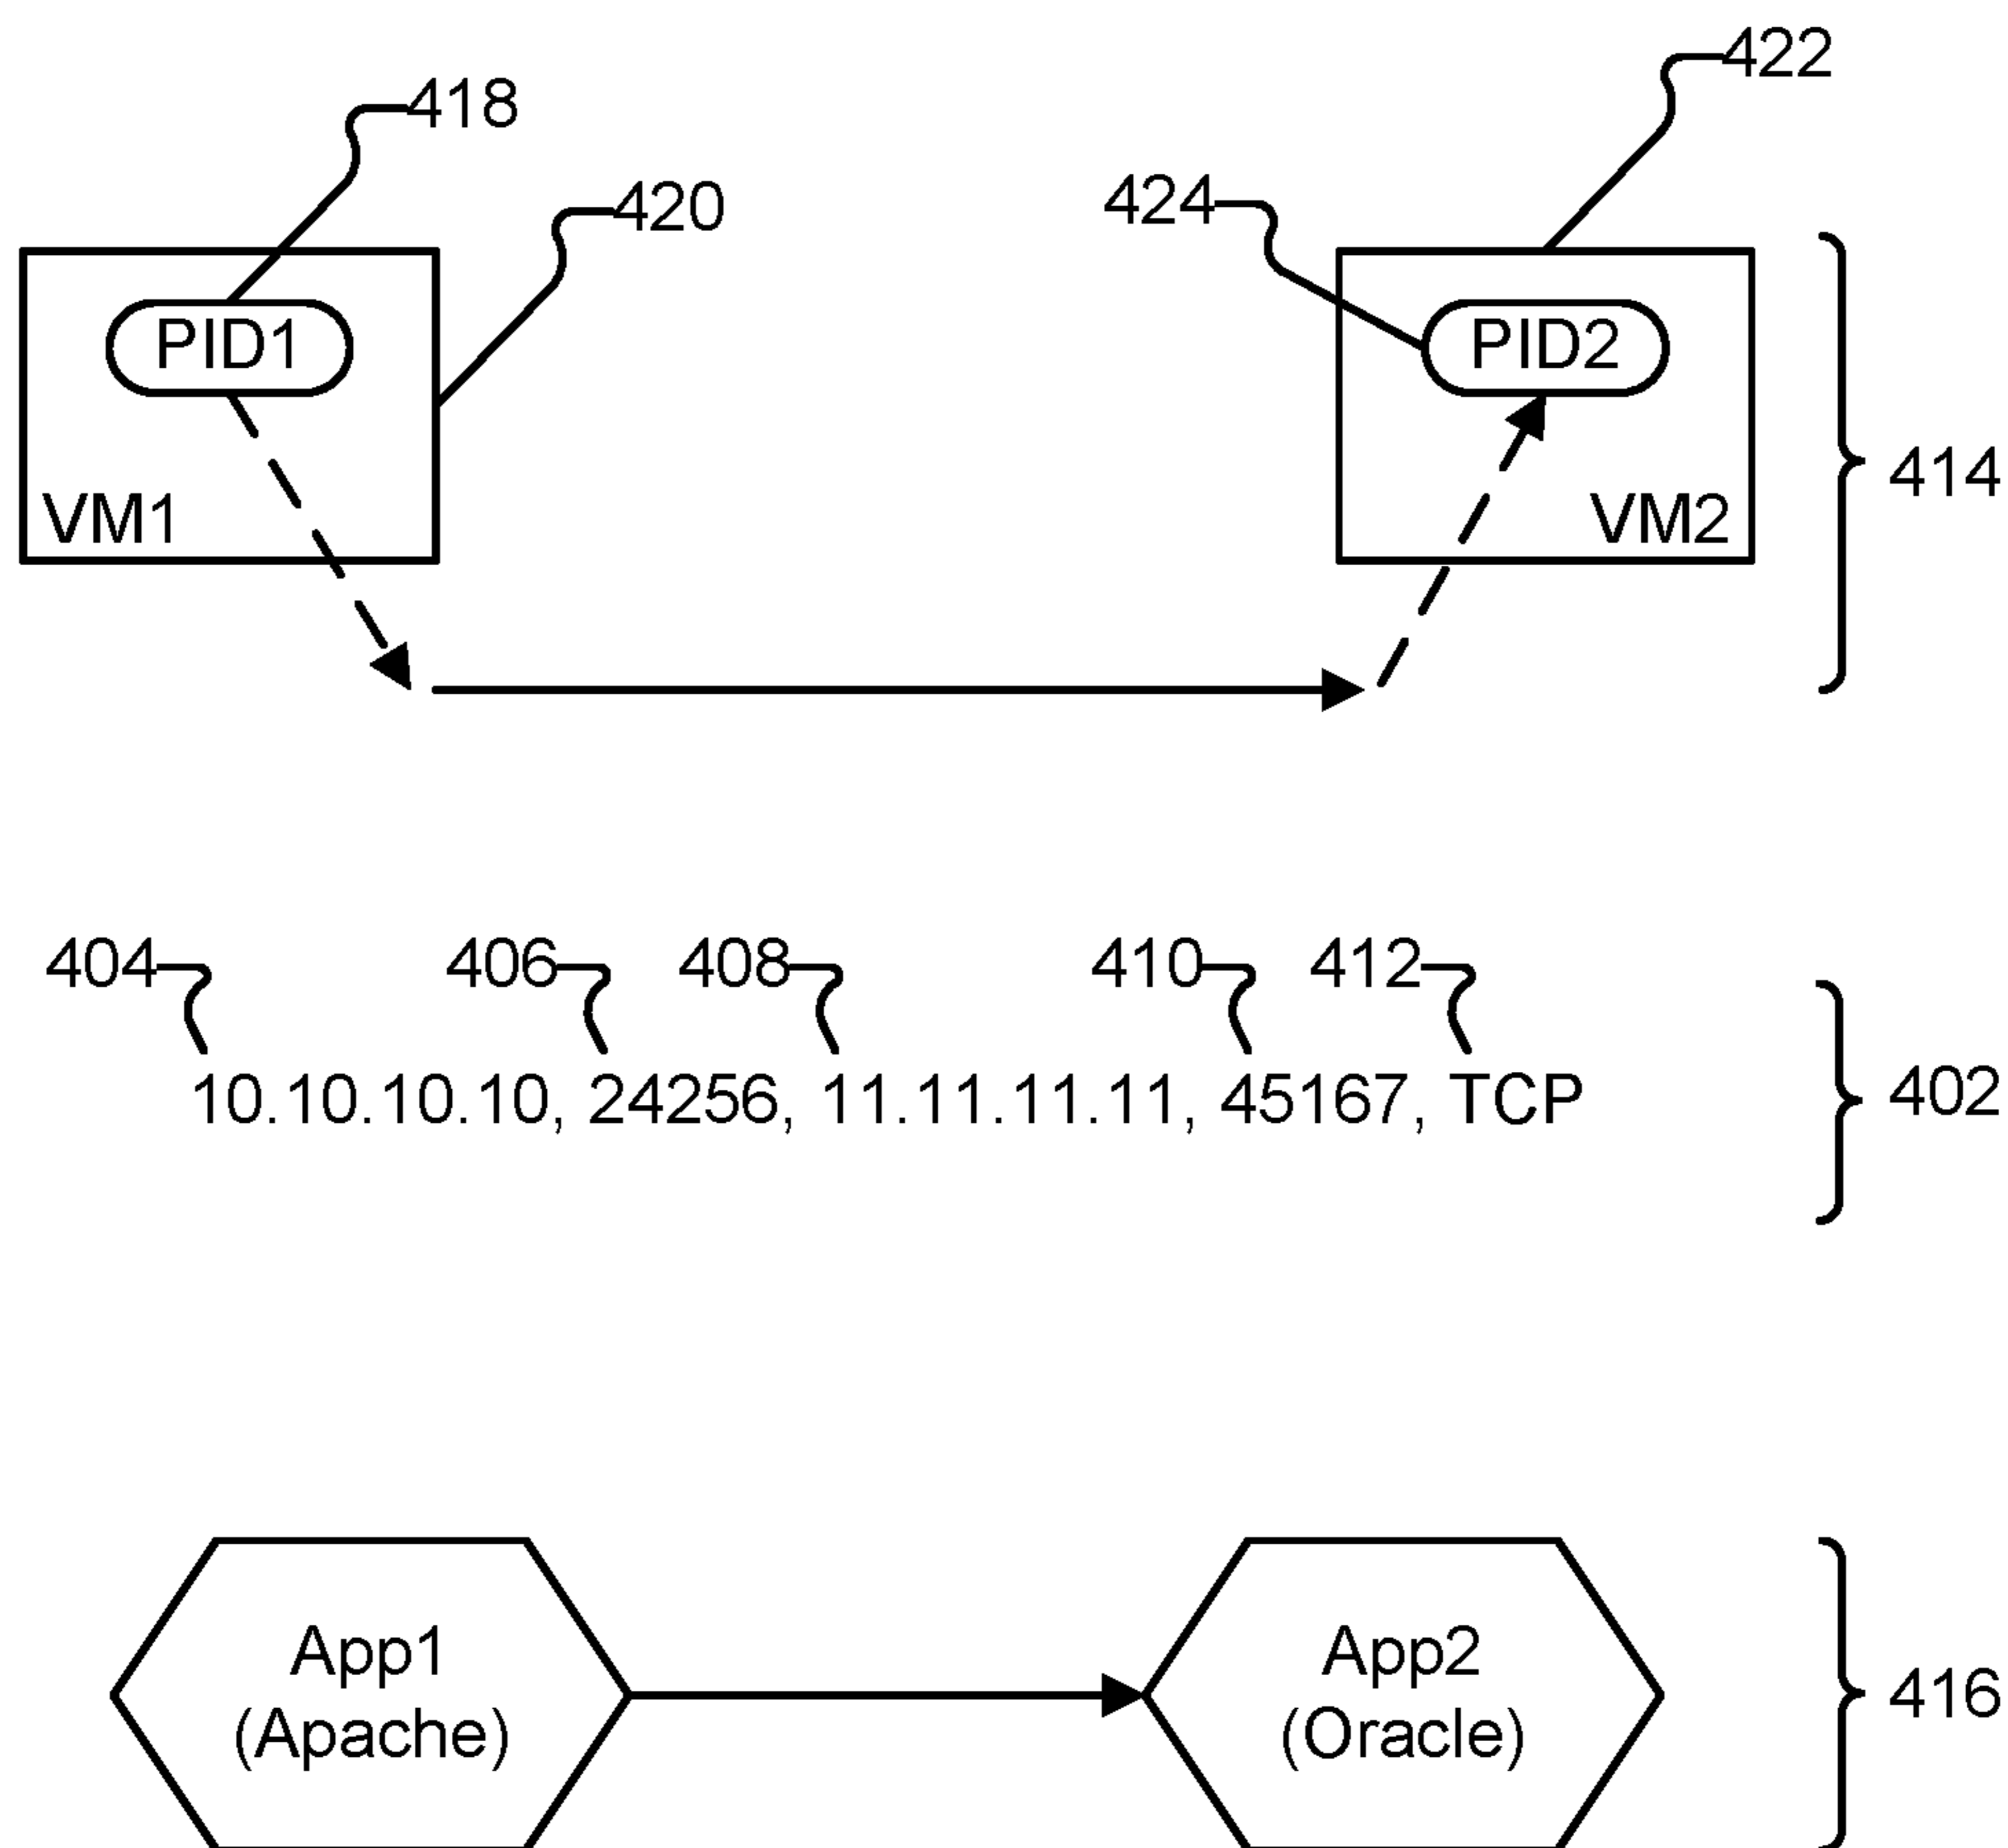 422
418
420
424
PID1
PID2
414
VM1
VM2
404 406 408 410 412
10.10.10.10, 24256, 11.11.11.11, 45167, TCP
402
App1
(Apache)
App2
(Oracle)
416